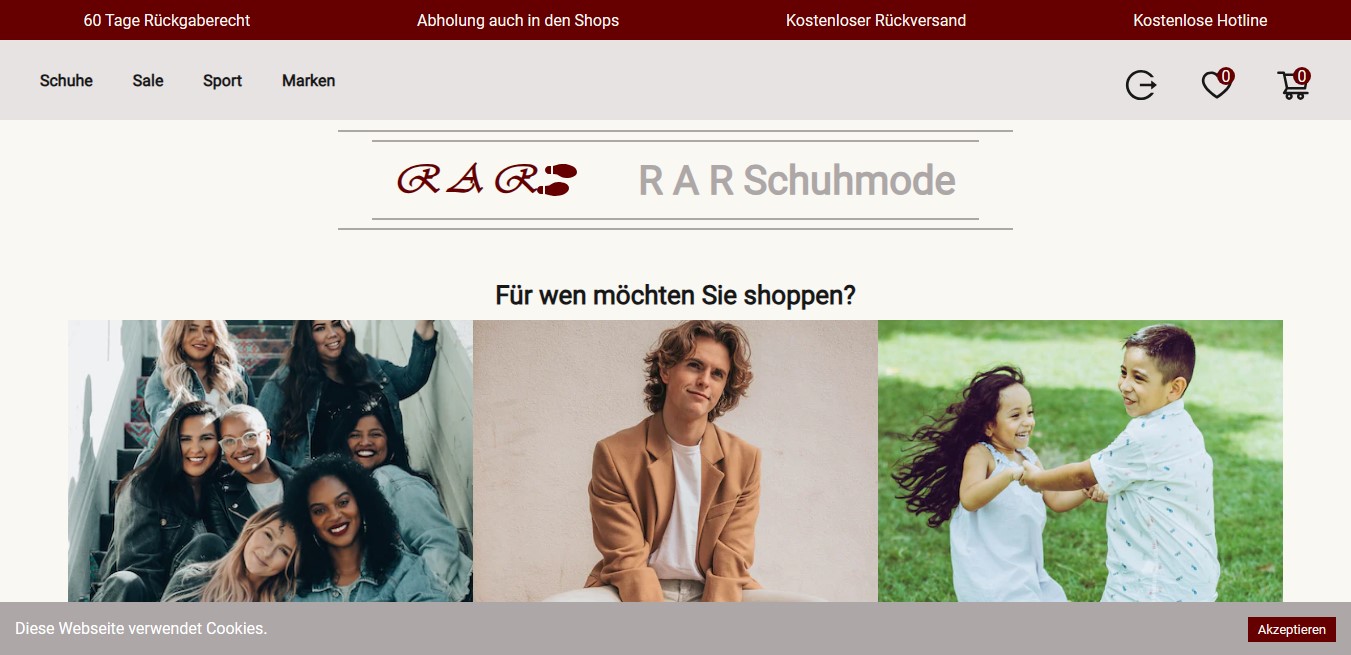 60 Tage Rückgaberecht Abholung auch in den Shops Kostenloser Rückversand Kostenlose Hotline
Schuhe Sale Sport Marken 0 0
R A R R A R Schuhmode
Für wen möchten Sie shoppen?
Diese Webseite verwendet Cookies. Akzeptieren